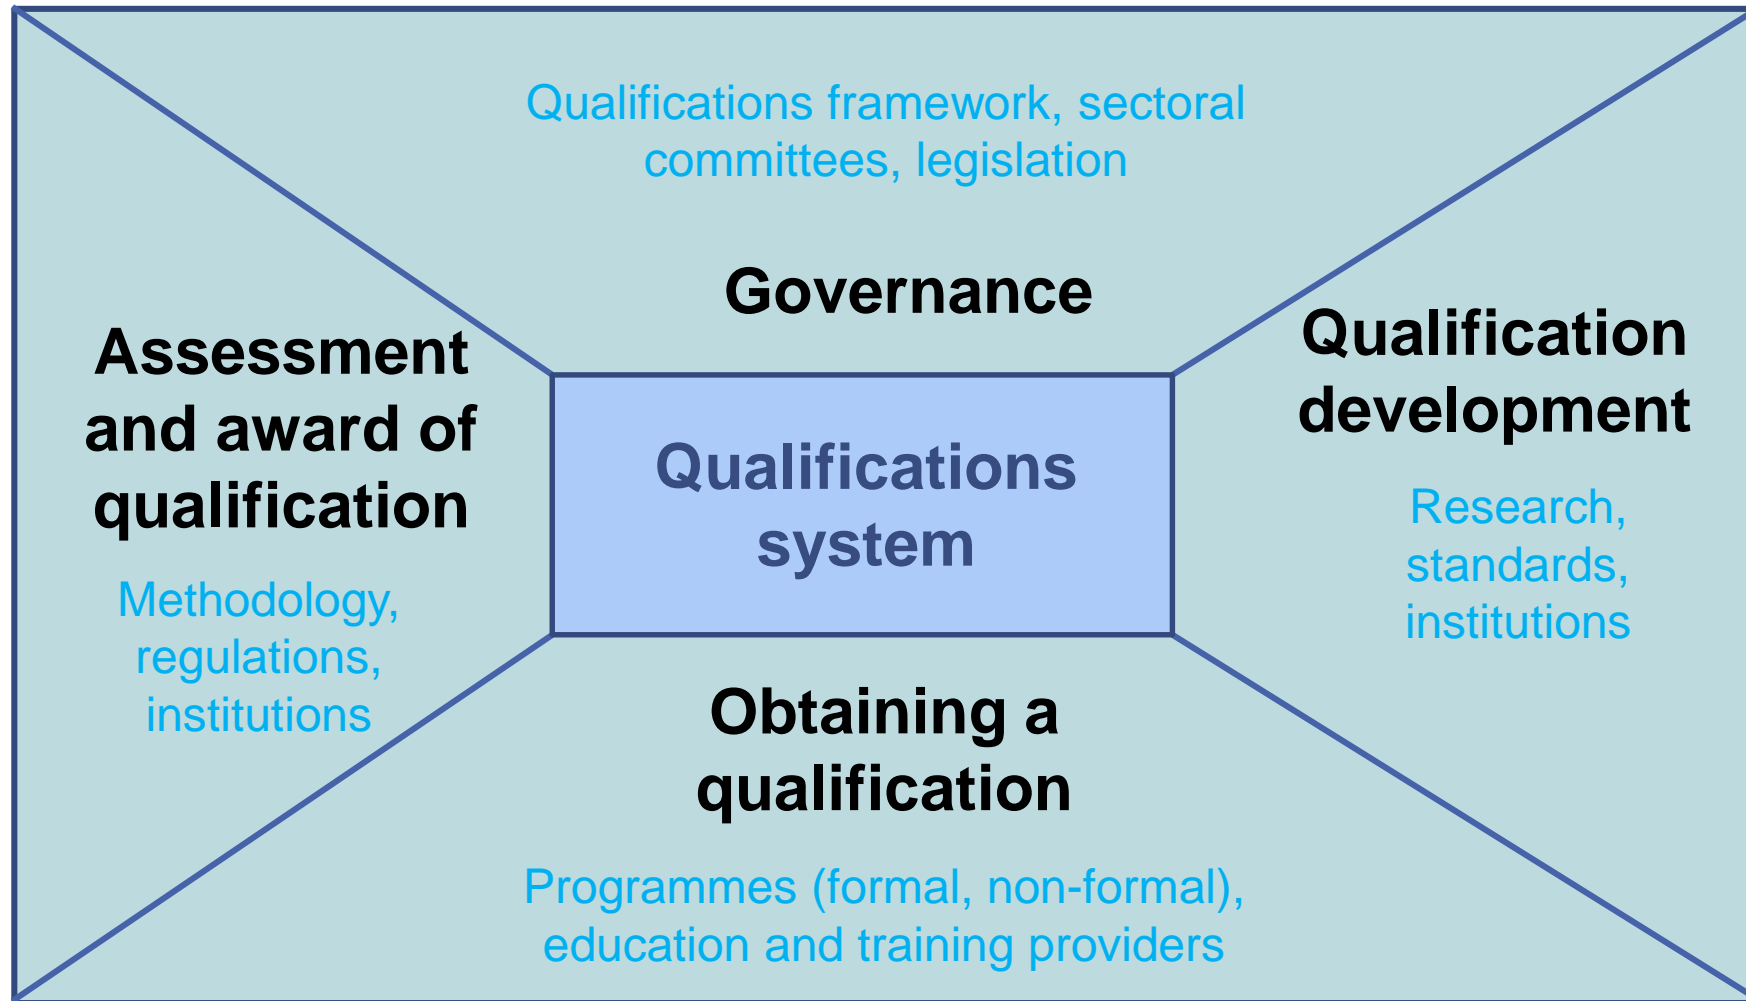 Qualifications framework, sectoral
committees, legislation
Governance
Assessment
and award of
qualification
Methodology,
regulations,
institutions
Qualifications
system
Qualification
development
Research,
standards,
institutions
Obtaining a
qualification
Programmes (formal, non-formal),
education and training providers